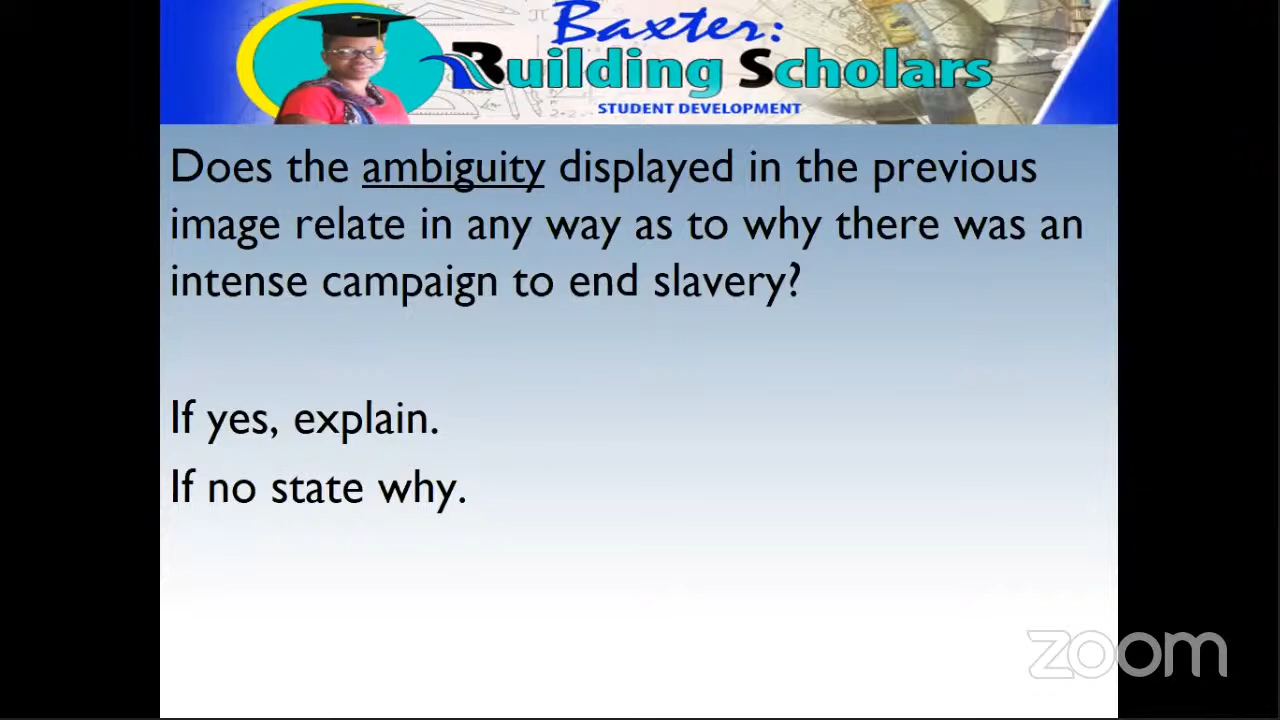 Baxter:
Building Scholars
STUDENT DEVELOPMENT
Does the ambiguity displayed in the previous
image relate in any way as to why there was an
intense campaign to end slavery?
If yes, explain.
If no state why.
zoom